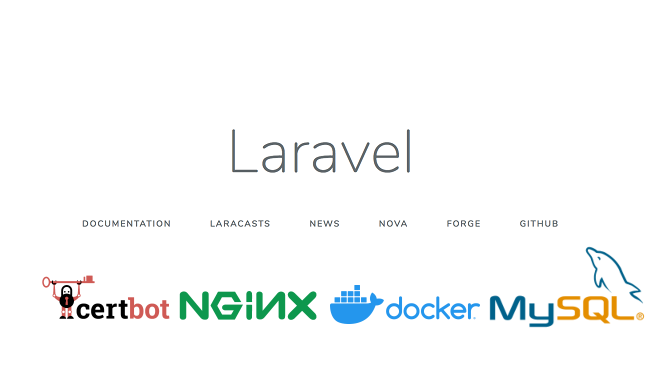 Laravel
DOCUMENTATION LARACASTS NEWS NOVA FORGE GITHUB
certbot NGINX docker MySQL®